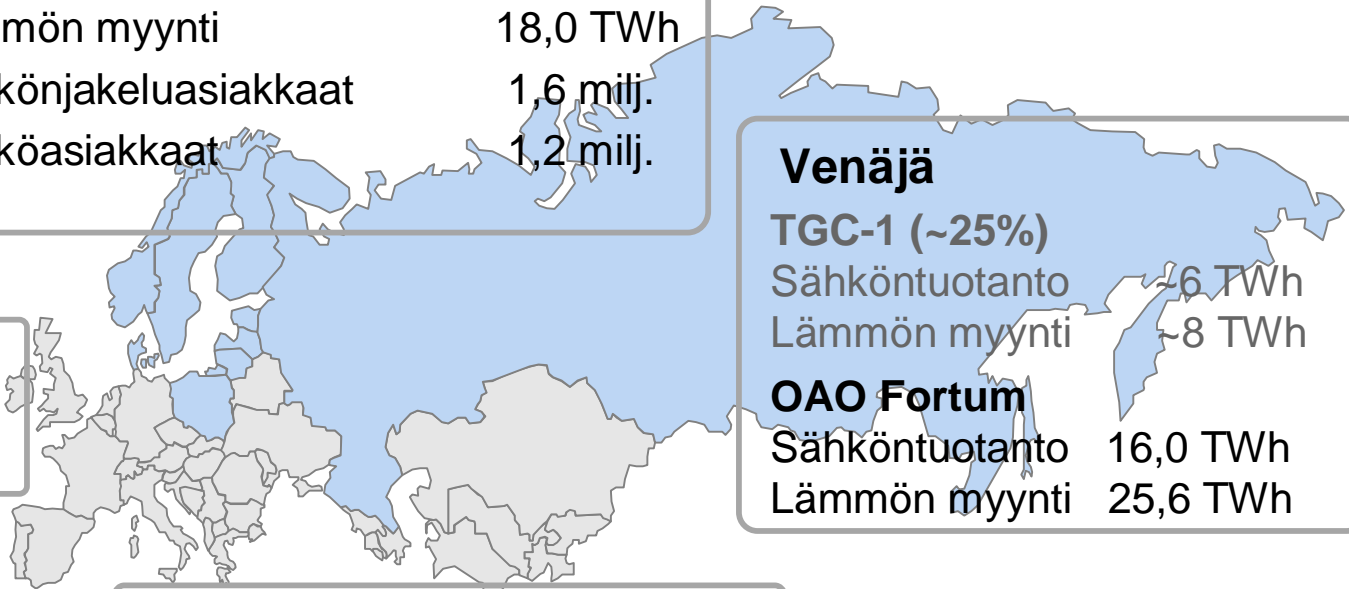 mön myynti 18,0 TWh
könjakeluasiakkaat 1,6 milj.
köasiakkaat 1,2 milj.
Venäjä
TGC-1 (~25%)
Sähköntuotanto ~6 TWh
Lämmön myynti ~8 TWh
OAO Fortum
Sähköntuotanto 16,0 TWh
Lämmön myynti 25,6 TWh